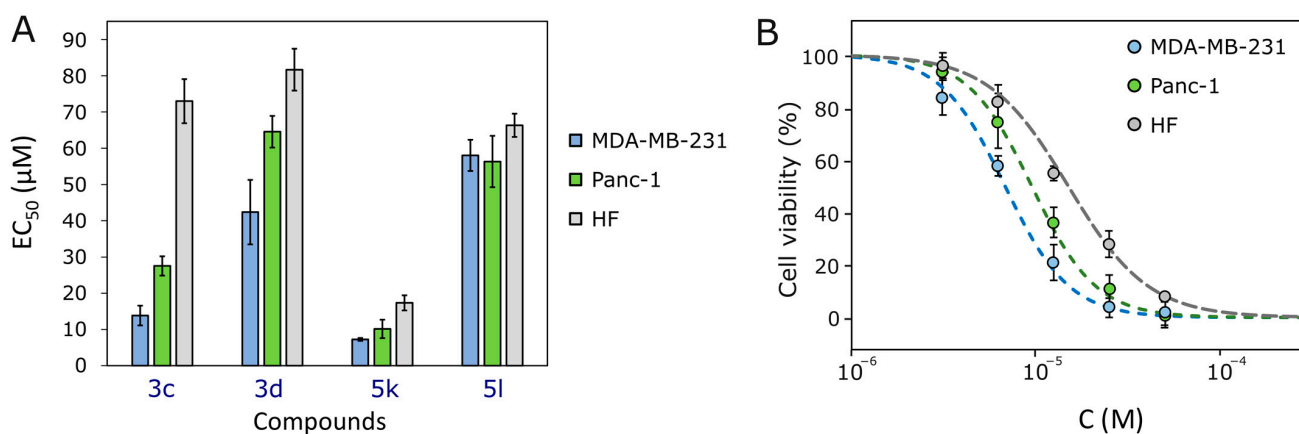 A
EC50 (μM)
90
80
70
60
50
40
30
20
10
0
3c 3d 5k 5l
Compounds
MDA-MB-231
Panc-1
HF
B
Cell viability (%)
100
80
60
40
20
0
10⁻⁶ 10⁻⁵ 10⁻⁴
C (M)
MDA-MB-231
Panc-1
HF